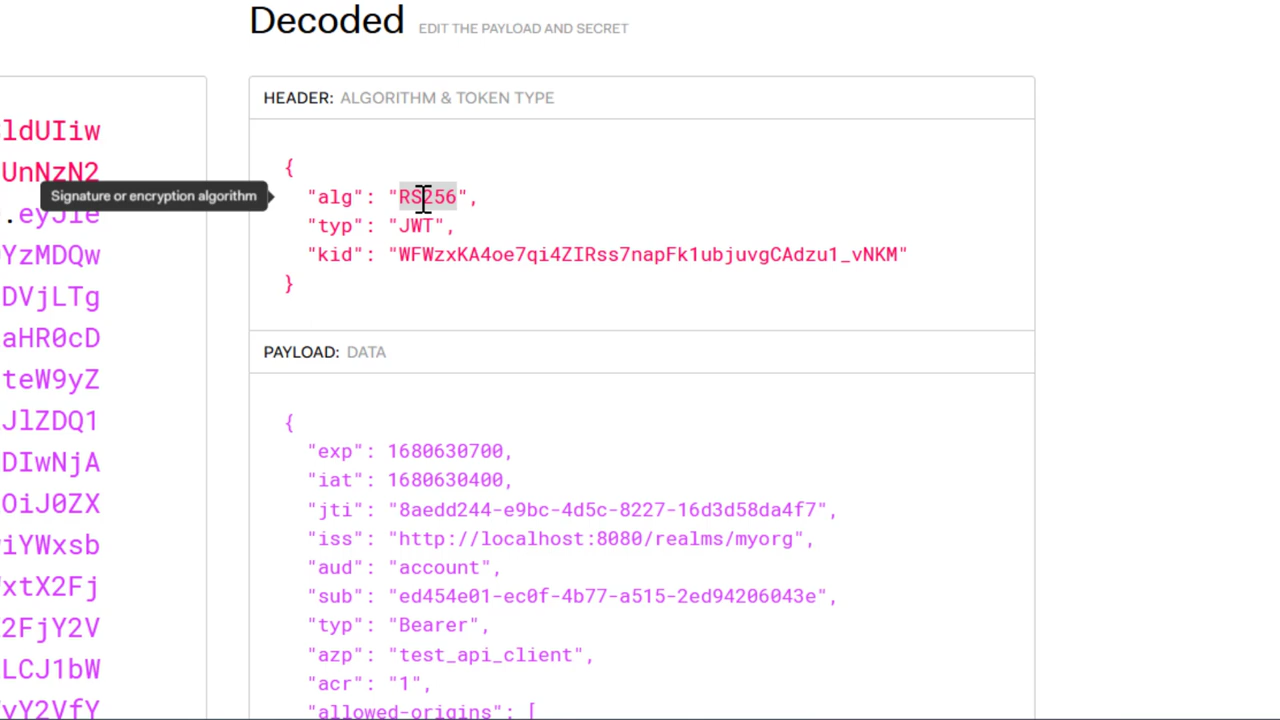 Decoded EDIT THE PAYLOAD AND SECRET
HEADER: ALGORITHM & TOKEN TYPE
ldUIiw
UnNzN2
.eyJle
YzMDQw
DVjLTg
aHR0cD
teW9yZ
JlZDQ1
DIwNjA
OiJ0ZX
iYWxsb
xtX2Fj
2FjY2V
LCJ1bW
yY2VfY
Signature or encryption algorithm
{
"alg": "RS256",
"typ": "JWT",
"kid": "WFWzxKA4oe7qi4ZIRss7napFk1ubjuvgCAdzu1_vNKM"
}
PAYLOAD: DATA
{
"exp": 1680630700,
"iat": 1680630400,
"jti": "8aedd244-e9bc-4d5c-8227-16d3d58da4f7",
"iss": "http://localhost:8080/realms/myorg",
"aud": "account",
"sub": "ed454e01-ec0f-4b77-a515-2ed94206043e",
"typ": "Bearer",
"azp": "test_api_client",
"acr": "1",
"allowed-origins": [